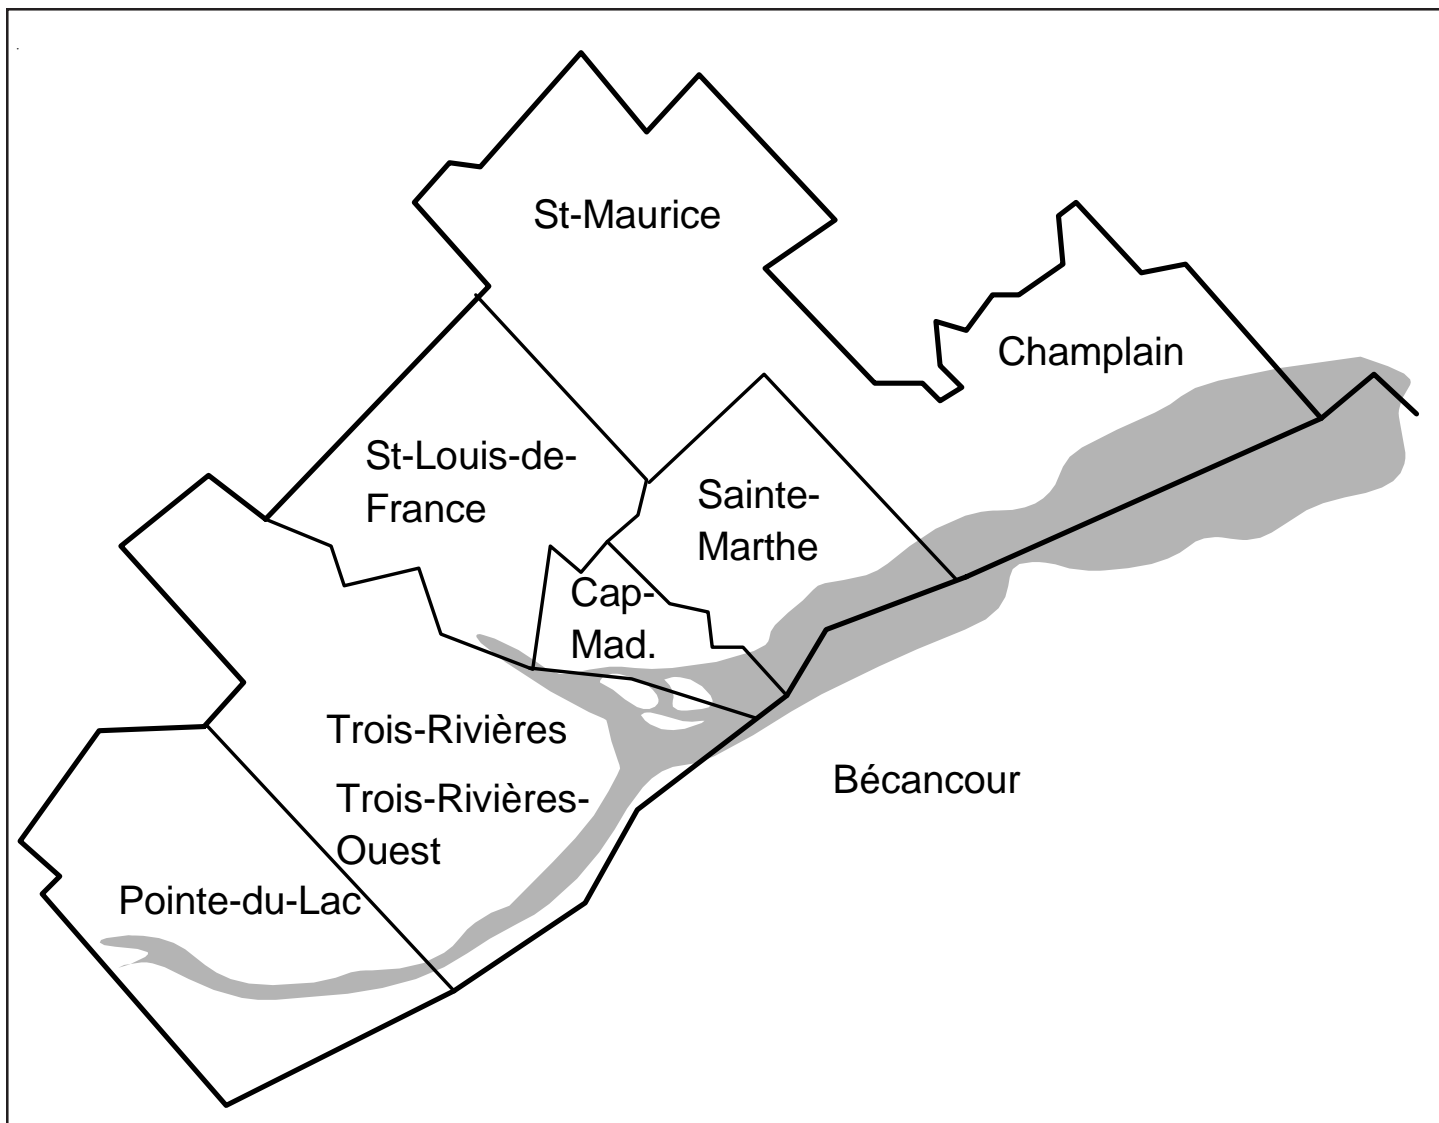 St-Maurice
Champlain
St-Louis-de-
France
Sainte-
Marthe
Cap-
Mad.
Trois-Rivières
Bécancour
Trois-Rivières-
Ouest
Pointe-du-Lac